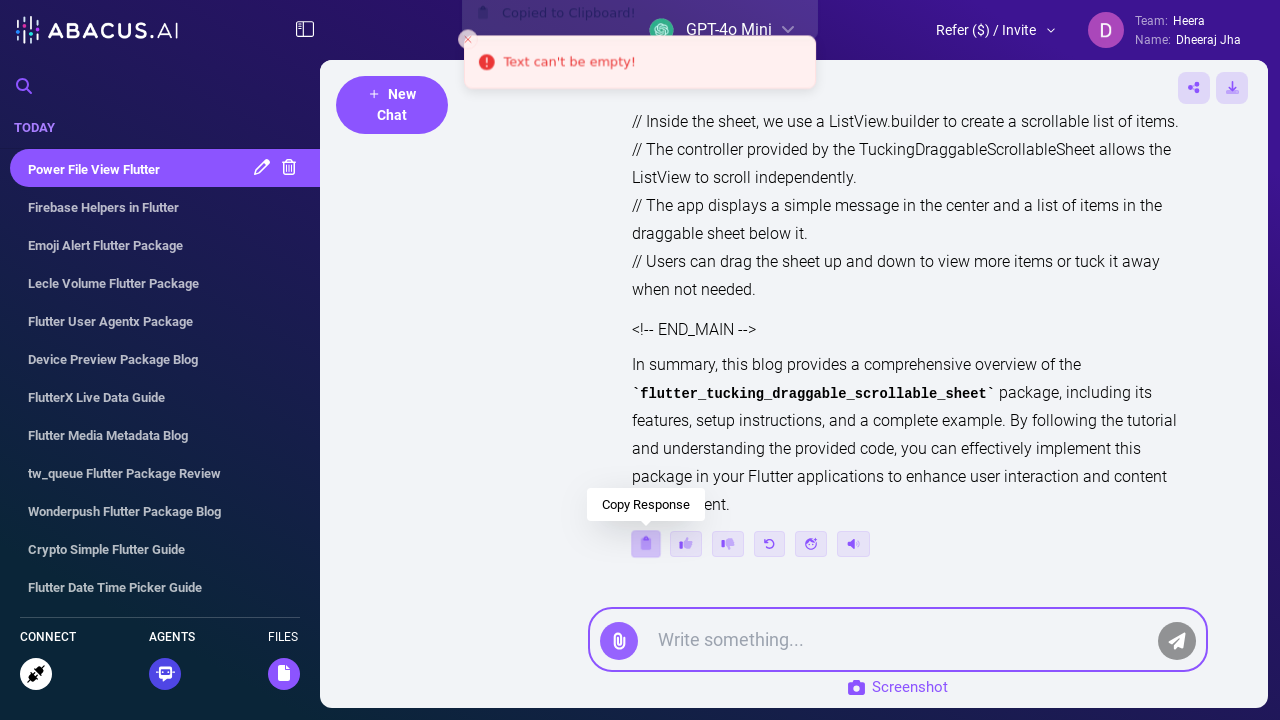 ABACUS.AI
Copied to Clipboard!
GPT-4o Mini
Text can't be empty!
Refer ($) / Invite
D
Team: Heera
Name: Dheeraj Jha
+ New
Chat
TODAY
Power File View Flutter
Firebase Helpers in Flutter
Emoji Alert Flutter Package
Lecle Volume Flutter Package
Flutter User Agentx Package
Device Preview Package Blog
FlutterX Live Data Guide
Flutter Media Metadata Blog
tw_queue Flutter Package Review
Wonderpush Flutter Package Blog
Crypto Simple Flutter Guide
Flutter Date Time Picker Guide
CONNECT
AGENTS
FILES
// Inside the sheet, we use a ListView.builder to create a scrollable list of items.
// The controller provided by the TuckingDraggableScrollableSheet allows the
ListView to scroll independently.
// The app displays a simple message in the center and a list of items in the
draggable sheet below it.
// Users can drag the sheet up and down to view more items or tuck it away
when not needed.
<!-- END_MAIN -->
In summary, this blog provides a comprehensive overview of the
`flutter_tucking_draggable_scrollable_sheet` package, including its
features, setup instructions, and a complete example. By following the tutorial
and understanding the provided code, you can effectively implement this
package in your Flutter applications to enhance user interaction and content
ent.
Copy Response
Write something...
Screenshot